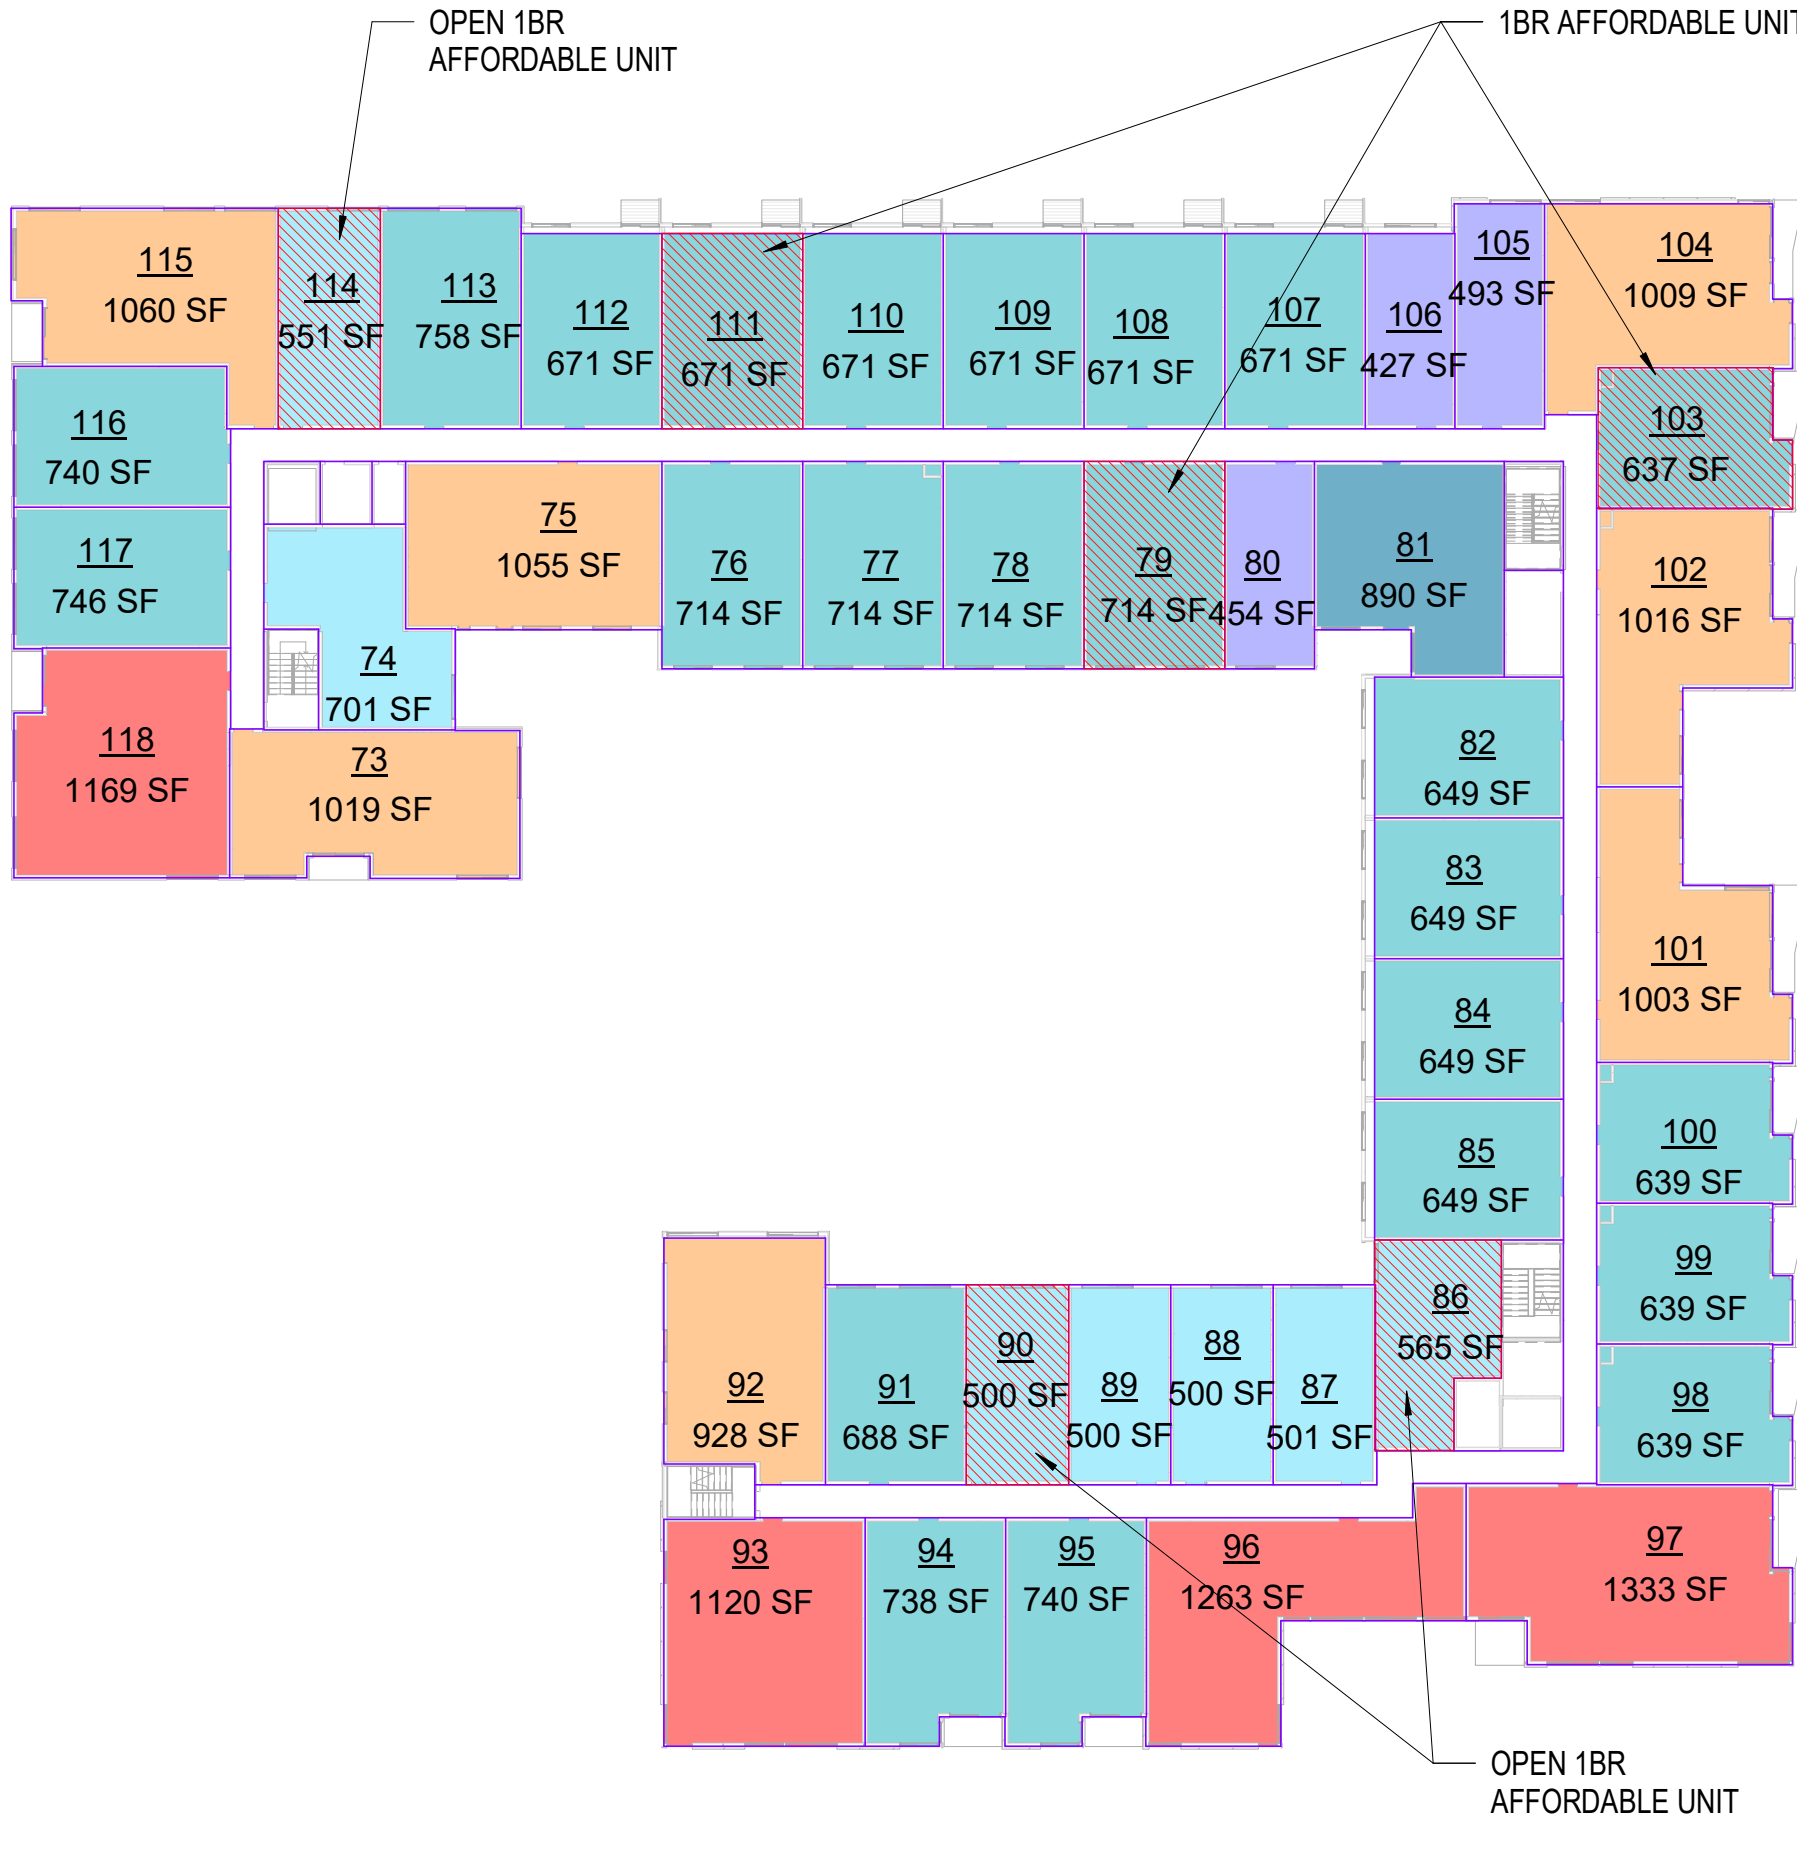 OPEN 1BR
AFFORDABLE UNIT
1BR AFFORDABLE UNIT
115
1060 SF
114
551 SF
113
758 SF
112
671 SF
111
671 SF
110
671 SF
109
671 SF
108
671 SF
107
671 SF
106
427 SF
105
493 SF
104
1009 SF
103
637 SF
116
740 SF
117
746 SF
118
1169 SF
73
1019 SF
74
701 SF
75
1055 SF
76
714 SF
77
714 SF
78
714 SF
79
714 SF
80
454 SF
81
890 SF
102
1016 SF
82
649 SF
83
649 SF
84
649 SF
85
649 SF
101
1003 SF
100
639 SF
99
639 SF
98
639 SF
86
565 SF
87
501 SF
88
500 SF
89
500 SF
90
500 SF
91
688 SF
92
928 SF
93
1120 SF
94
738 SF
95
740 SF
96
1263 SF
97
1333 SF
OPEN 1BR
AFFORDABLE UNIT